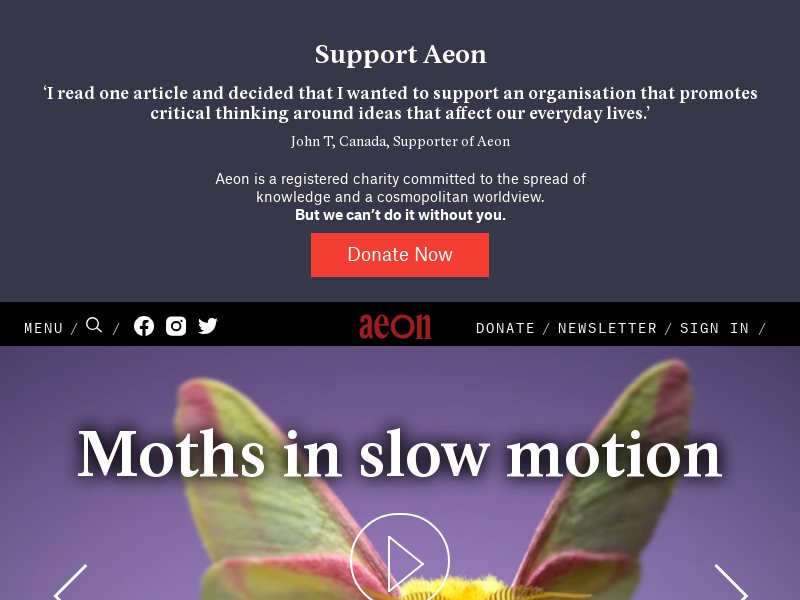 Support Aeon
‘I read one article and decided that I wanted to support an organisation that promotes
critical thinking around ideas that affect our everyday lives.’
John T, Canada, Supporter of Aeon
Aeon is a registered charity committed to the spread of
knowledge and a cosmopolitan worldview.
But we can’t do it without you.
Donate Now
MENU / / aeon DONATE / NEWSLETTER / SIGN IN /
Moths in slow motion